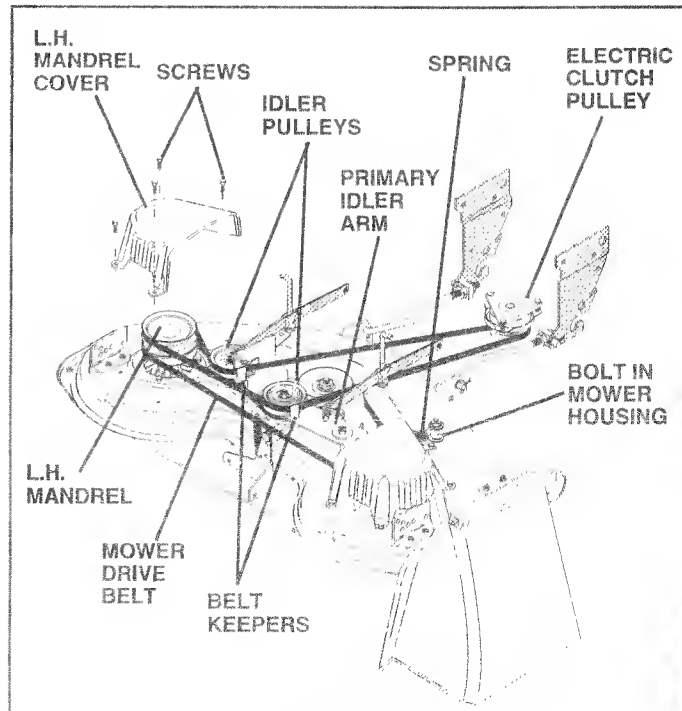 L.H.
MANDREL
COVER
SCREWS
IDLER
PULLEYS
SPRING
ELECTRIC
CLUTCH
PULLEY
PRIMARY
IDLER
ARM
BOLT IN
MOWER
HOUSING
L.H.
MANDREL
MOWER
DRIVE
BELT
BELT
KEEPERS